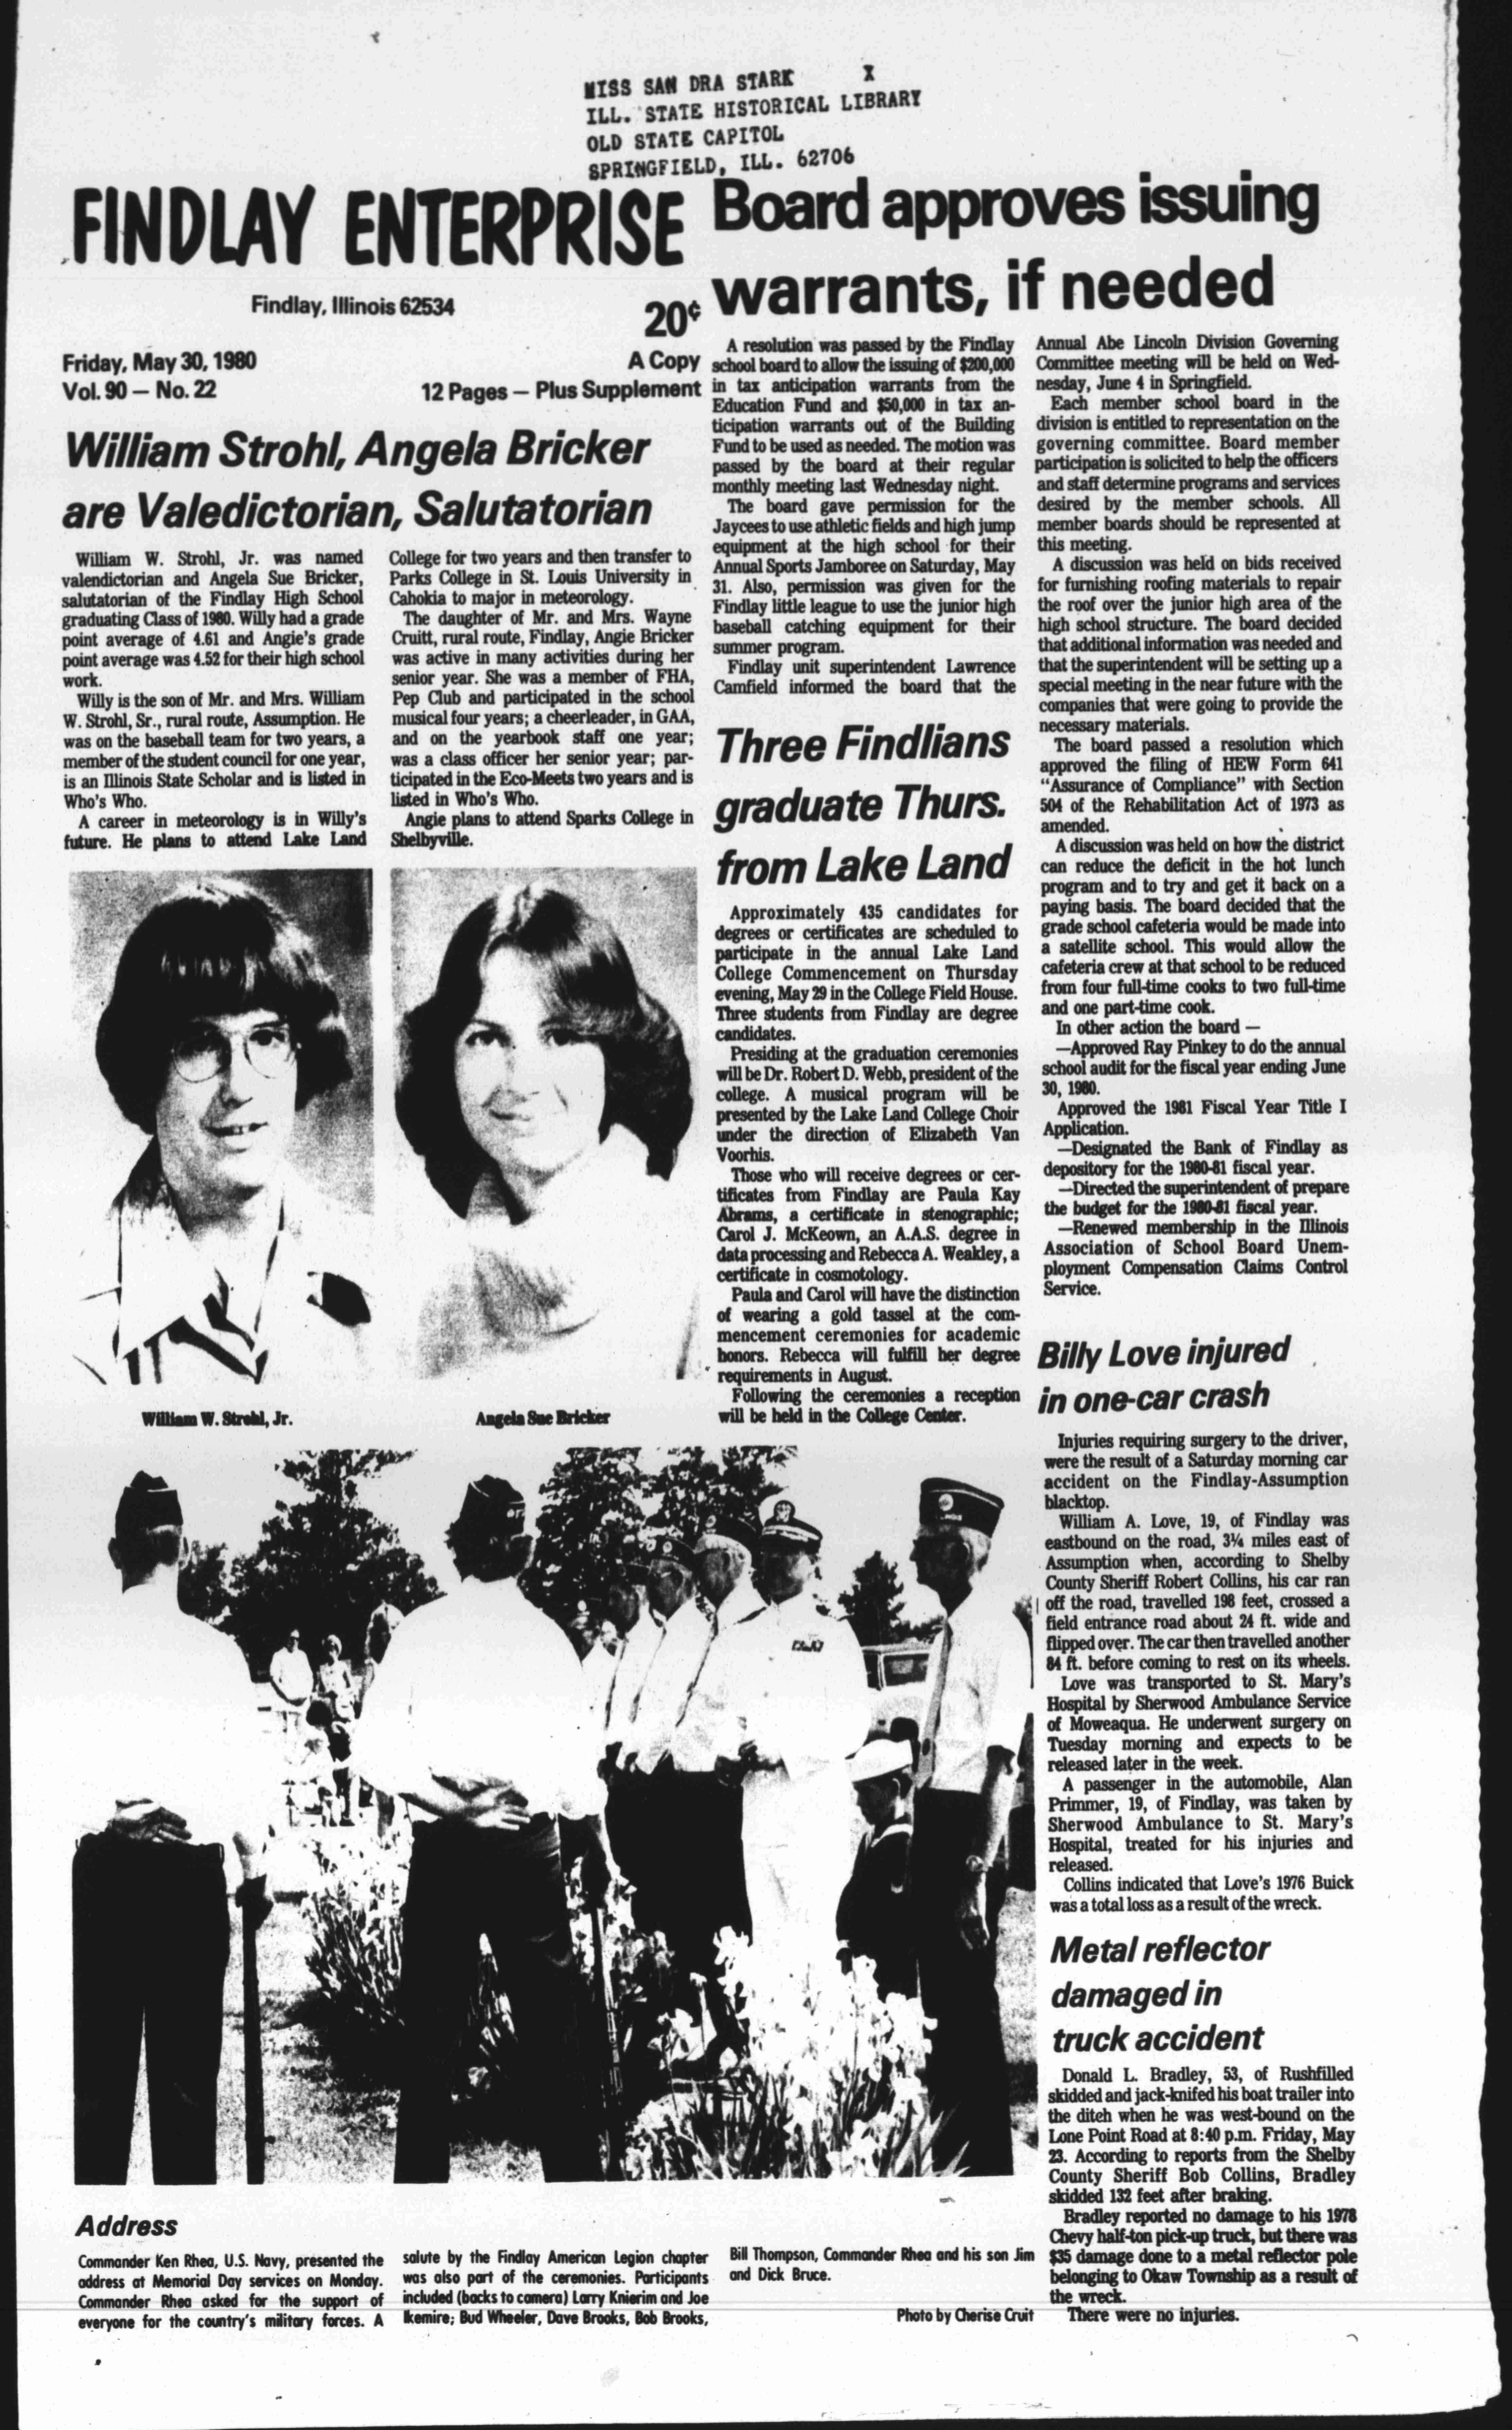 MISS SAN DRA STARK X
ILL. STATE HISTORICAL LIBRARY
OLD STATE CAPITOL
SPRINGFIELD, ILL. 62706
FINDLAY ENTERPRISE
Findlay, Illinois 62534
20¢
Friday, May 30, 1980
A Copy
Vol. 90 — No. 22
12 Pages — Plus Supplement
William Strohl, Angela Bricker
are Valedictorian, Salutatorian
William W. Strohl, Jr. was named
valendictorian and Angela Sue Bricker,
salutatorian of the Findlay High School
graduating Class of 1980. Willy had a grade
point average of 4.61 and Angie's grade
point average was 4.52 for their high school
work.
Willy is the son of Mr. and Mrs. William
W. Strohl, Sr., rural route, Assumption. He
was on the baseball team for two years, a
member of the student council for one year,
is an Illinois State Scholar and is listed in
Who's Who.
A career in meteorology is in Willy's
future. He plans to attend Lake Land
College for two years and then transfer to
Parks College in St. Louis University in
Cahokia to major in meteorology.
The daughter of Mr. and Mrs. Wayne
Cruitt, rural route, Findlay, Angie Bricker
was active in many activities during her
senior year. She was a member of FHA,
Pep Club and participated in the school
musical four years; a cheerleader, in GAA,
and on the yearbook staff one year;
was a class officer her senior year; par-
ticipated in the Eco-Meets two years and is
listed in Who's Who.
Angie plans to attend Sparks College in
Shelbyville.
William W. Strohl, Jr.
Angela Sue Bricker
Board approves issuing
warrants, if needed
A resolution was passed by the Findlay
school board to allow the issuing of $200,000
in tax anticipation warrants from the
Education Fund and $50,000 in tax an-
ticipation warrants out of the Building
Fund to be used as needed. The motion was
passed by the board at their regular
monthly meeting last Wednesday night.
The board gave permission for the
Jaycees to use athletic fields and high jump
equipment at the high school for their
Annual Sports Jamboree on Saturday, May
31. Also, permission was given for the
Findlay little league to use the junior high
baseball catching equipment for their
summer program.
Findlay unit superintendent Lawrence
Camfield informed the board that the
Annual Abe Lincoln Division Governing
Committee meeting will be held on Wed-
nesday, June 4 in Springfield.
Each member school board in the
division is entitled to representation on the
governing committee. Board member
participation is solicited to help the officers
and staff determine programs and services
desired by the member schools. All
member boards should be represented at
this meeting.
A discussion was held on bids received
for furnishing roofing materials to repair
the roof over the junior high area of the
high school structure. The board decided
that additional information was needed and
that the superintendent will be setting up a
special meeting in the near future with the
companies that were going to provide the
necessary materials.
The board passed a resolution which
approved the filing of HEW Form 641
"Assurance of Compliance" with Section
504 of the Rehabilitation Act of 1973 as
amended.
A discussion was held on how the district
can reduce the deficit in the hot lunch
program and to try and get it back on a
paying basis. The board decided that the
grade school cafeteria would be made into
a satellite school. This would allow the
cafeteria crew at that school to be reduced
from four full-time cooks to two full-time
and one part-time cook.
In other action the board —
—Approved Ray Pinkey to do the annual
school audit for the fiscal year ending June
30, 1980.
Approved the 1981 Fiscal Year Title I
Application.
—Designated the Bank of Findlay as
depository for the 1980-81 fiscal year.
—Directed the superintendent of prepare
the budget for the 1980-81 fiscal year.
—Renewed membership in the Illinois
Association of School Board Unem-
ployment Compensation Claims Control
Service.
Three Findlians
graduate Thurs.
from Lake Land
Approximately 435 candidates for
degrees or certificates are scheduled to
participate in the annual Lake Land
College Commencement on Thursday
evening, May 29 in the College Field House.
Three students from Findlay are degree
candidates.
Presiding at the graduation ceremonies
will be Dr. Robert D. Webb, president of the
college. A musical program will be
presented by the Lake Land College Choir
under the direction of Elizabeth Van
Voorhis.
Those who will receive degrees or cer-
tificates from Findlay are Paula Kay
Abrams, a certificate in stenographic;
Carol J. McKeown, an A.A.S. degree in
data processing and Rebecca A. Weakley, a
certificate in cosmotology.
Paula and Carol will have the distinction
of wearing a gold tassel at the com-
mencement ceremonies for academic
honors. Rebecca will fulfill her degree
requirements in August.
Following the ceremonies a reception
will be held in the College Center.
Billy Love injured
in one-car crash
Injuries requiring surgery to the driver,
were the result of a Saturday morning car
accident on the Findlay-Assumption
blacktop.
William A. Love, 19, of Findlay was
eastbound on the road, 3¼ miles east of
Assumption when, according to Shelby
County Sheriff Robert Collins, his car ran
off the road, travelled 198 feet, crossed a
field entrance road about 24 ft. wide and
flipped over. The car then travelled another
84 ft. before coming to rest on its wheels.
Love was transported to St. Mary's
Hospital by Sherwood Ambulance Service
of Moweaqua. He underwent surgery on
Tuesday morning and expects to be
released later in the week.
A passenger in the automobile, Alan
Primmer, 19, of Findlay, was taken by
Sherwood Ambulance to St. Mary's
Hospital, treated for his injuries and
released.
Collins indicated that Love's 1976 Buick
was a total loss as a result of the wreck.
Metal reflector
damaged in
truck accident
Donald L. Bradley, 53, of Rushfilled
skidded and jack-knifed his boat trailer into
the ditch when he was west-bound on the
Lone Point Road at 8:40 p.m. Friday, May
23. According to reports from the Shelby
County Sheriff Bob Collins, Bradley
skidded 132 feet after braking.
Bradley reported no damage to his 1978
Chevy half-ton pick-up truck, but there was
$35 damage done to a metal reflector pole
belonging to Okaw Township as a result of
the wreck.
There were no injuries.
Address
Commander Ken Rhea, U.S. Navy, presented the
address at Memorial Day services on Monday.
Commander Rhea asked for the support of
everyone for the country's military forces. A
salute by the Findlay American Legion chapter
was also part of the ceremonies. Participants
included (backs to camera) Larry Knierim and Joe
Ikemire; Bud Wheeler, Dave Brooks, Bob Brooks,
Bill Thompson, Commander Rhea and his son Jim
and Dick Bruce.
Photo by Cherise Cruit